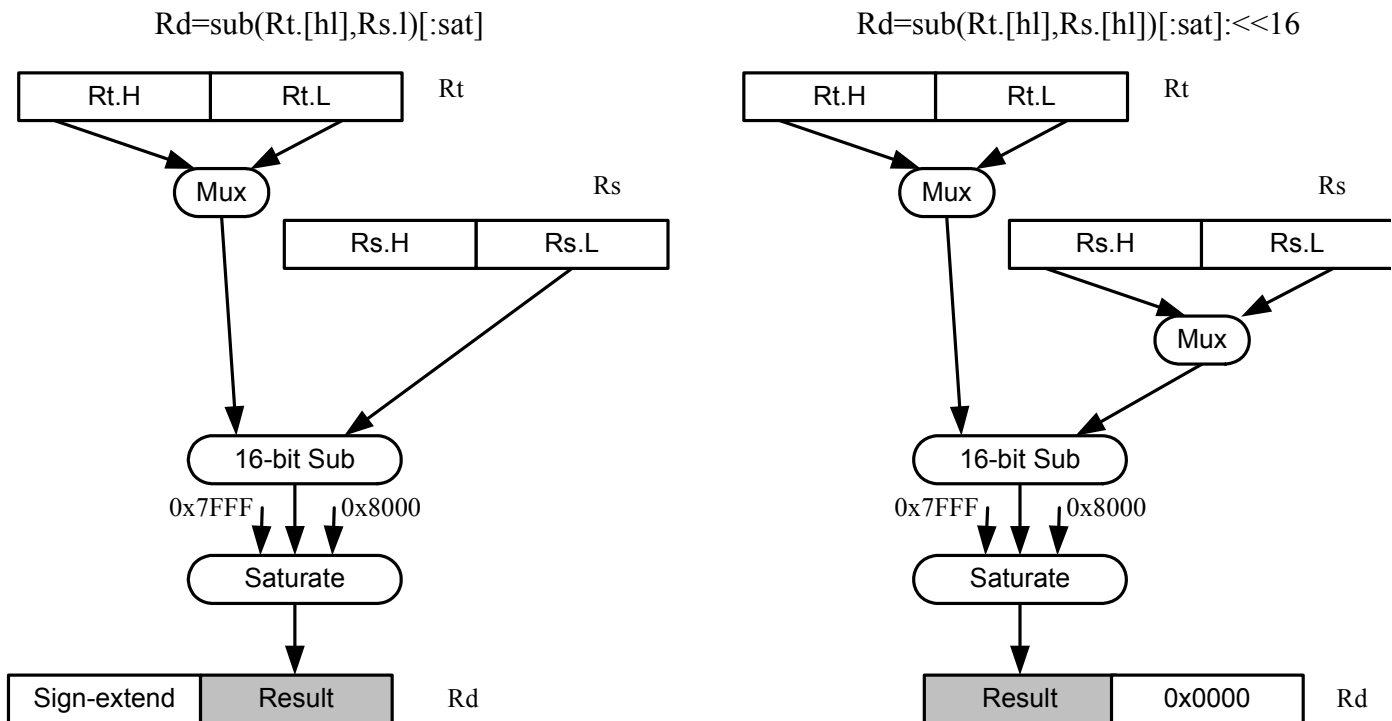 Rd=sub(Rt.[hl],Rs.l)[:sat]
Rt.H Rt.L Rt
Mux
Rs
Rs.H Rs.L
16-bit Sub
0x7FFF 0x8000
Saturate
Sign-extend Result Rd
Rd=sub(Rt.[hl],Rs.[hl])[:sat]:<<16
Rt.H Rt.L Rt
Mux
Rs
Rs.H Rs.L
Mux
16-bit Sub
0x7FFF 0x8000
Saturate
Result 0x0000 Rd